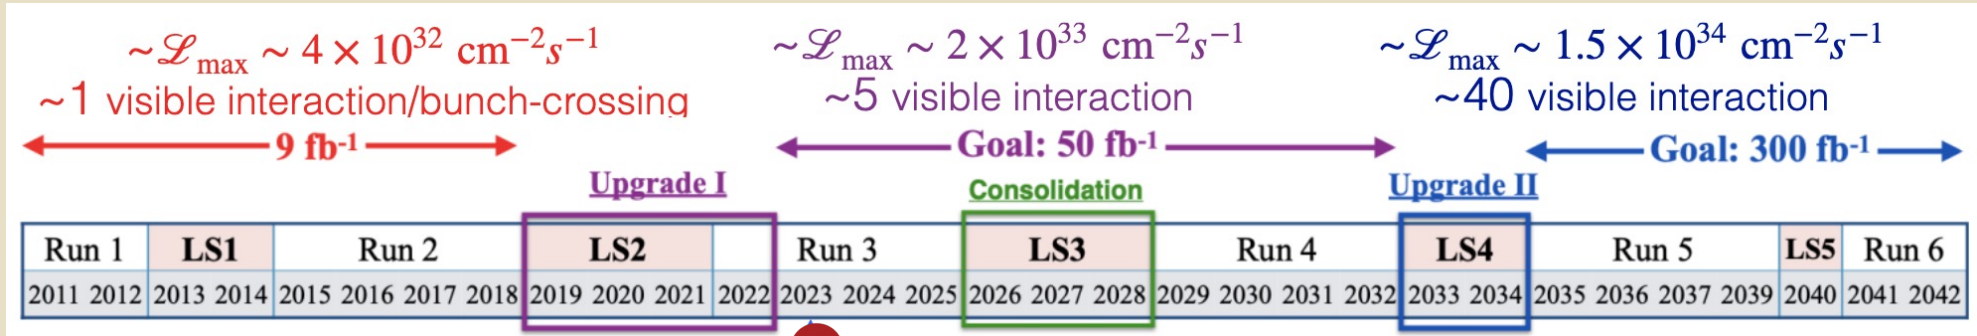 ~ℒmax ~ 4 × 10³² cm⁻²s⁻¹
~1 visible interaction/bunch-crossing
9 fb-1
~ℒmax ~ 2 × 10³³ cm⁻²s⁻¹
~5 visible interaction
Goal: 50 fb-1
~ℒmax ~ 1.5 × 10³⁴ cm⁻²s⁻¹
~40 visible interaction
Goal: 300 fb-1
Upgrade I
Consolidation
Upgrade II
Run 1 LS1 Run 2 LS2 Run 3 LS3 Run 4 LS4 Run 5 LS5 Run 6
2011 2012 2013 2014 2015 2016 2017 2018 2019 2020 2021 2022 2023 2024 2025 2026 2027 2028 2029 2030 2031 2032 2033 2034 2035 2036 2037 2039 2040 2041 2042